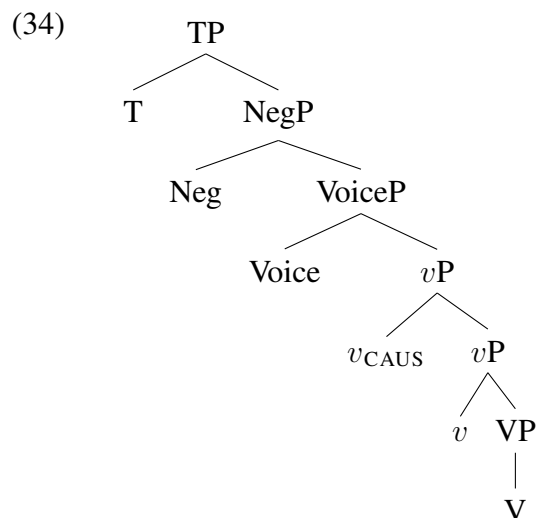 (34)
TP
T NegP
Neg VoiceP
Voice vP
vCAUS vP
v VP
V